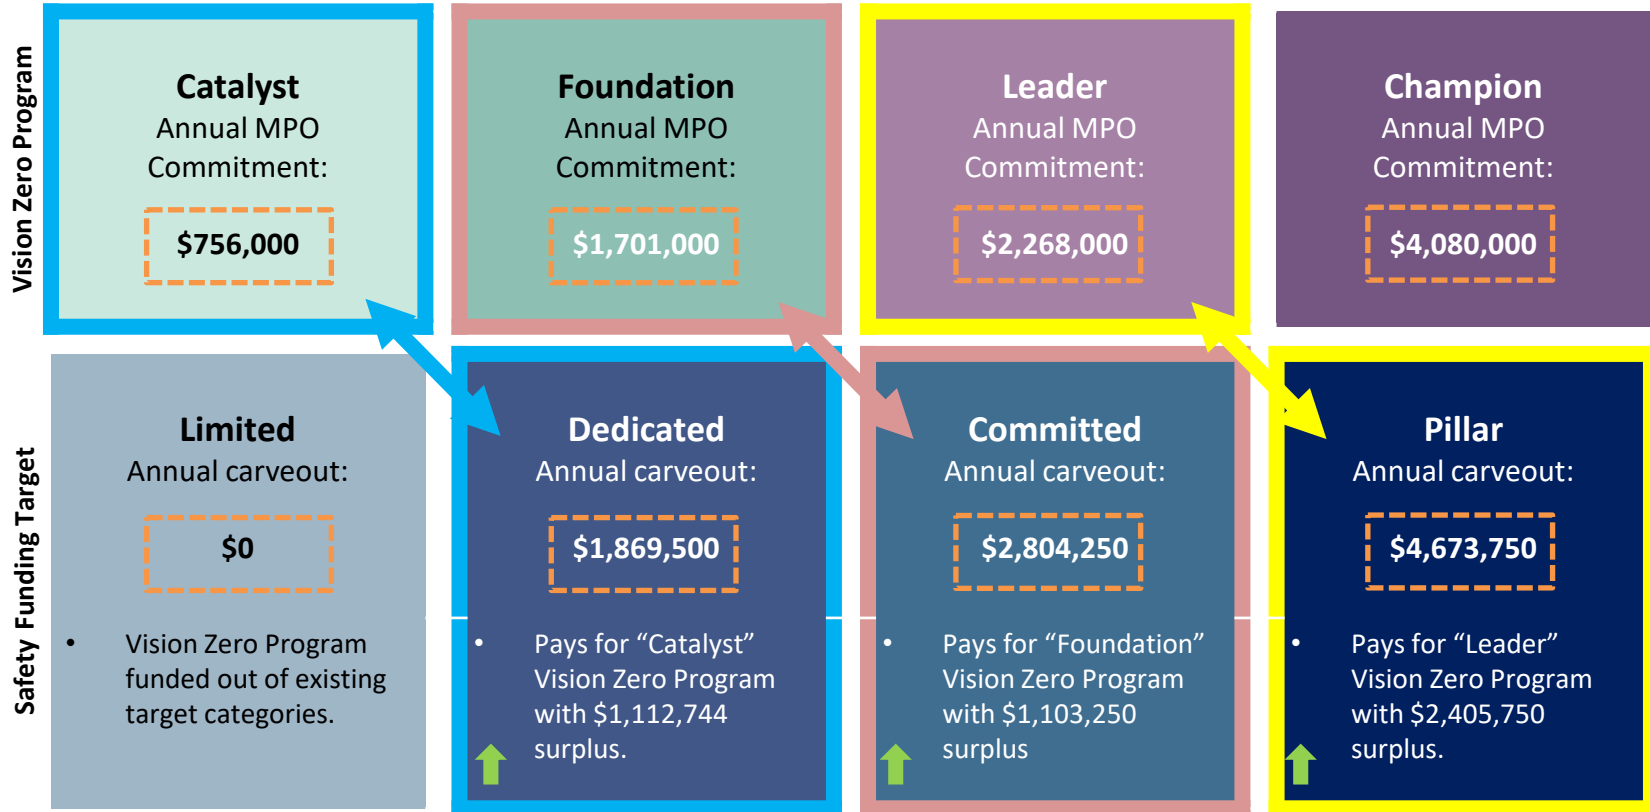 Vision Zero Program
Catalyst
Annual MPO
Commitment:
$756,000
Foundation
Annual MPO
Commitment:
$1,701,000
Leader
Annual MPO
Commitment:
$2,268,000
Champion
Annual MPO
Commitment:
$4,080,000
Safety Funding Target
Limited
Annual carveout:
$0
• Vision Zero Program
funded out of existing
target categories.
Dedicated
Annual carveout:
$1,869,500
• Pays for “Catalyst”
Vision Zero Program
with $1,112,744
surplus.
Committed
Annual carveout:
$2,804,250
• Pays for “Foundation”
Vision Zero Program
with $1,103,250
surplus
Pillar
Annual carveout:
$4,673,750
• Pays for “Leader”
Vision Zero Program
with $2,405,750
surplus.